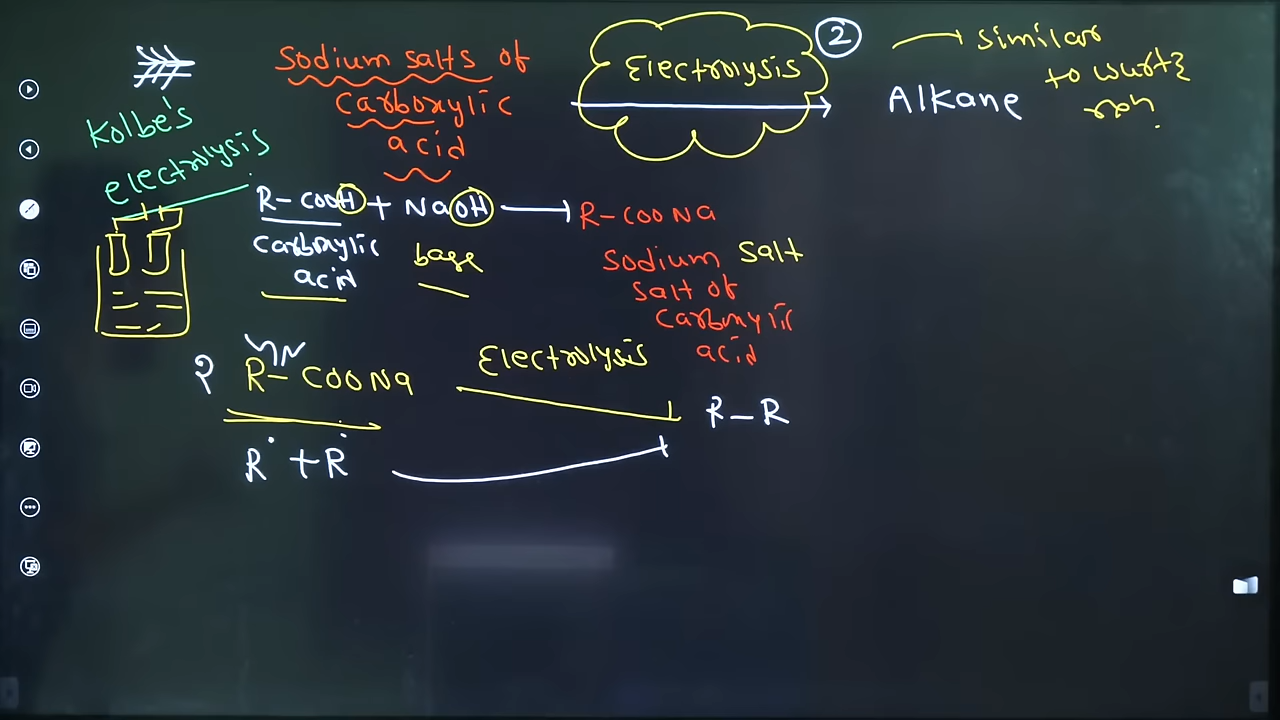 Kolbe's
electrolysis
Sodium salts of
Carboxylic
acid
Electrolysis
2
Similar
to wurtz
rxn
Alkane
R-COOH + NaOH → R-COONa
Carboxylic
acid
base
Sodium salt
salt of
Carboxylic
acid
? R-COONa
Electrolysis
R-R
R• + R•